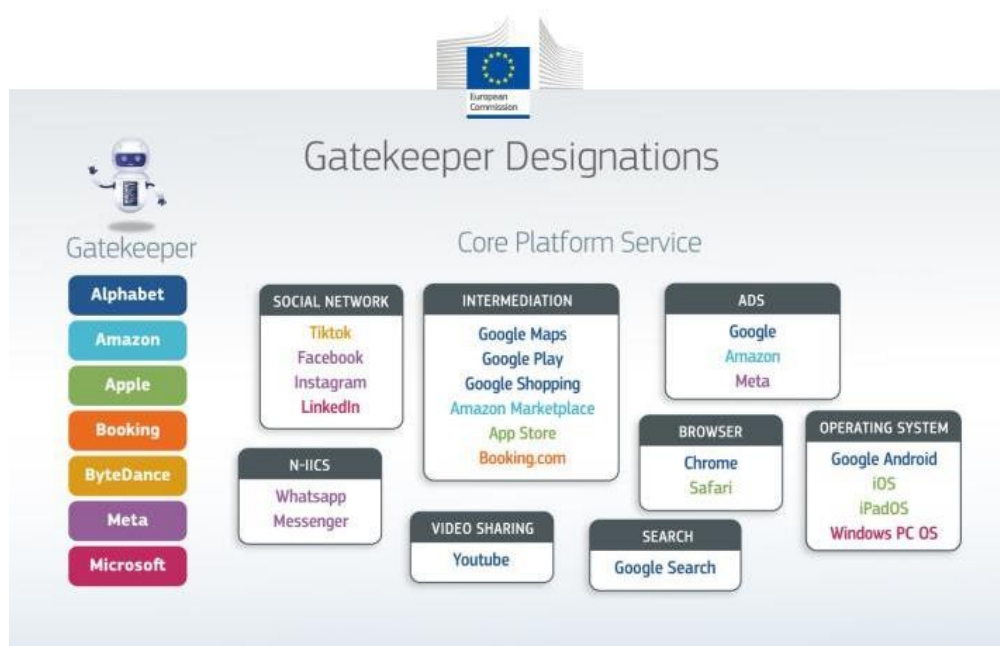 European
Commission
Gatekeeper Designations
Gatekeeper
Alphabet
Amazon
Apple
Booking
ByteDance
Meta
Microsoft
Core Platform Service
SOCIAL NETWORK
Tiktok
Facebook
Instagram
LinkedIn
INTERMEDIATION
Google Maps
Google Play
Google Shopping
Amazon Marketplace
App Store
Booking.com
ADS
Google
Amazon
Meta
N-IICS
Whatsapp
Messenger
VIDEO SHARING
Youtube
BROWSER
Chrome
Safari
SEARCH
Google Search
OPERATING SYSTEM
Google Android
iOS
iPadOS
Windows PC OS